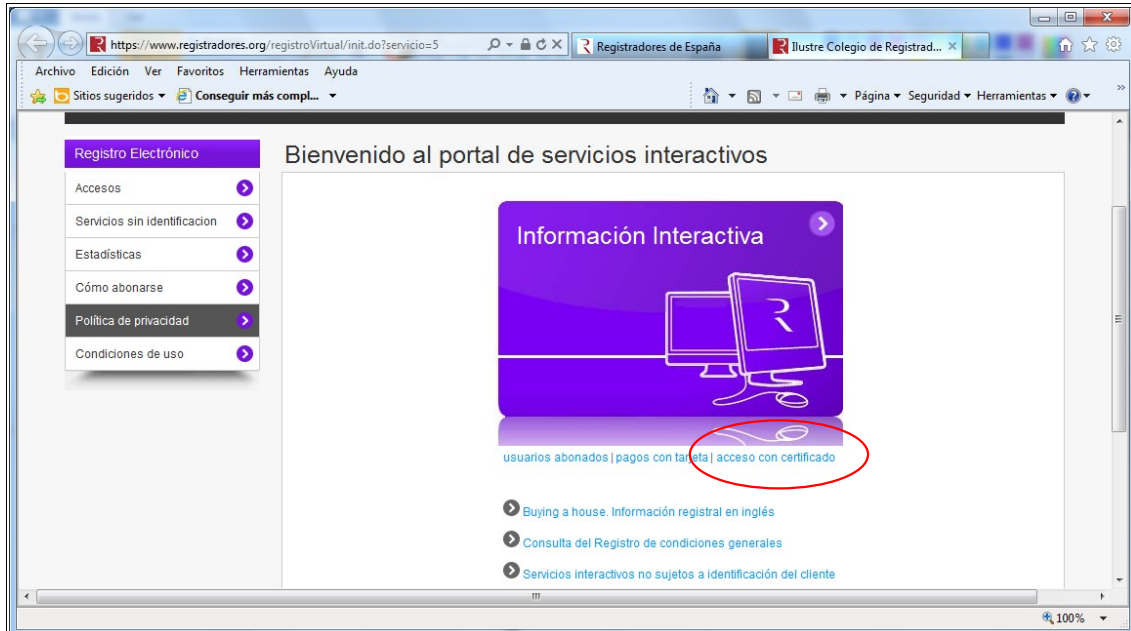 https://www.registradores.org/registroVirtual/init.do?servicio=5
Registradores de España
Ilustre Colegio de Registrad...
Archivo Edición Ver Favoritos Herramientas Ayuda
Sitios sugeridos Conseguir más compl...
Página Seguridad Herramientas
Registro Electrónico
Accesos
Servicios sin identificacion
Estadísticas
Cómo abonarse
Política de privacidad
Condiciones de uso
Bienvenido al portal de servicios interactivos
Información Interactiva
usuarios abonados | pagos con tarjeta | acceso con certificado
Buying a house. Información registral en inglés
Consulta del Registro de condiciones generales
Servicios interactivos no sujetos a identificación del cliente
100%